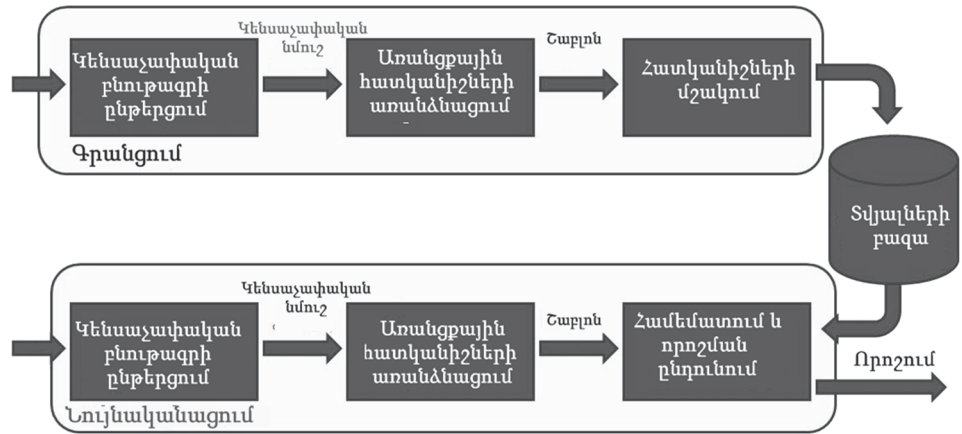 Կենսաչափական
նմուշ
Շաբլոն
Կենսաչափական
բնութագրի
ընթերցում
Առանցքային
հատկանիշների
առանձնացում
Հատկանիշների
մշակում
Գրանցում
Տվյալների
բազա
Կենսաչափական
նմուշ
Շաբլոն
Կենսաչափական
բնութագրի
ընթերցում
Առանցքային
հատկանիշների
առանձնացում
Համեմատում և
որոշման
ընդունում
Որոշում
Նույնականացում